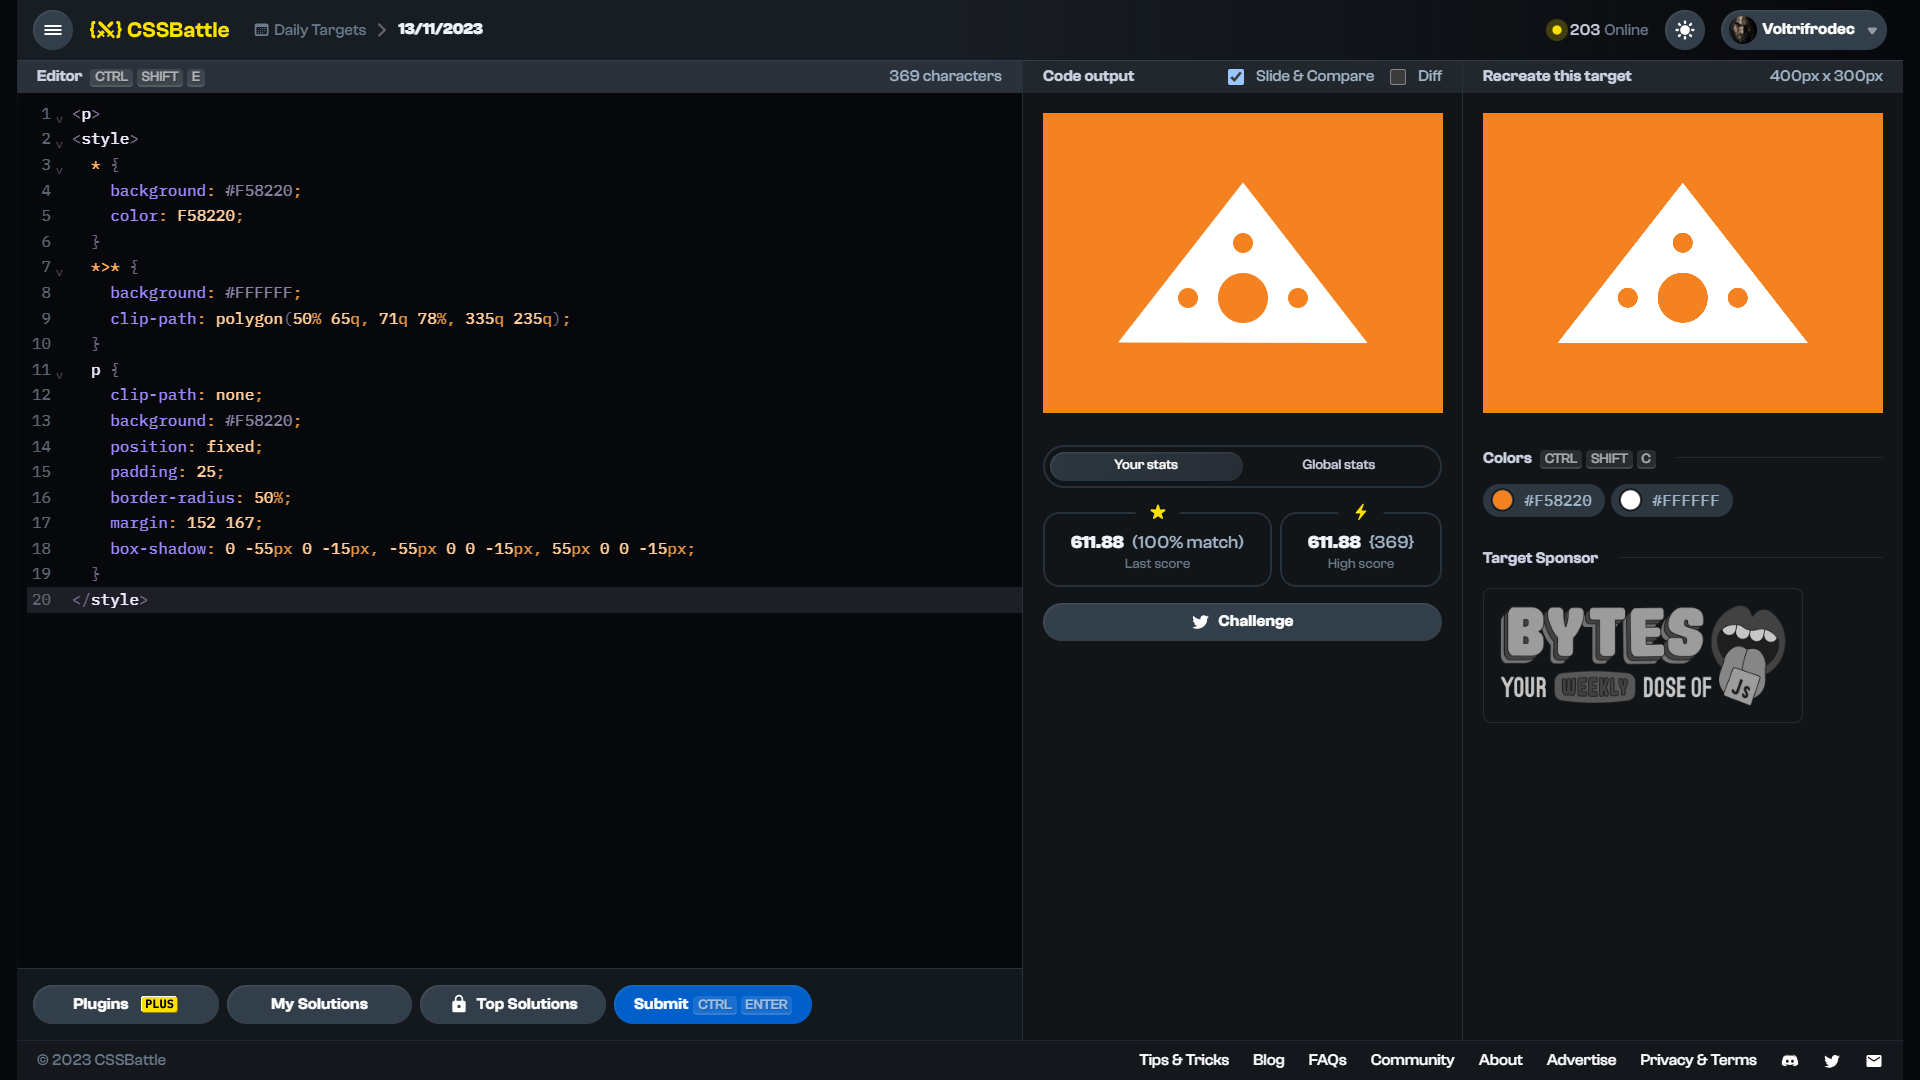 CSSBattle
Daily Targets
13/11/2023
203 Online
Voltrifrodec
Editor CTRL SHIFT E
369 characters
Code output
Slide & Compare
Diff
Recreate this target
400px x 300px
1 <p>
2 <style>
3 * {
4 background: #F58220;
5 color: F58220;
6 }
7 *>* {
8 background: #FFFFFF;
9 clip-path: polygon(50% 65q, 71q 78%, 335q 235q);
10 }
11 p {
12 clip-path: none;
13 background: #F58220;
14 position: fixed;
15 padding: 25;
16 border-radius: 50%;
17 margin: 152 167;
18 box-shadow: 0 -55px 0 -15px, -55px 0 0 -15px, 55px 0 0 -15px;
19 }
20 </style>
Your stats
Global stats
611.88 (100% match)
Last score
611.88 {369}
High score
Challenge
Colors CTRL SHIFT C
#F58220
#FFFFFF
Target Sponsor
BYTES
YOUR WEEKLY DOSE OF JS
Plugins PLUS
My Solutions
Top Solutions
Submit CTRL ENTER
© 2023 CSSBattle
Tips & Tricks
Blog
FAQs
Community
About
Advertise
Privacy & Terms